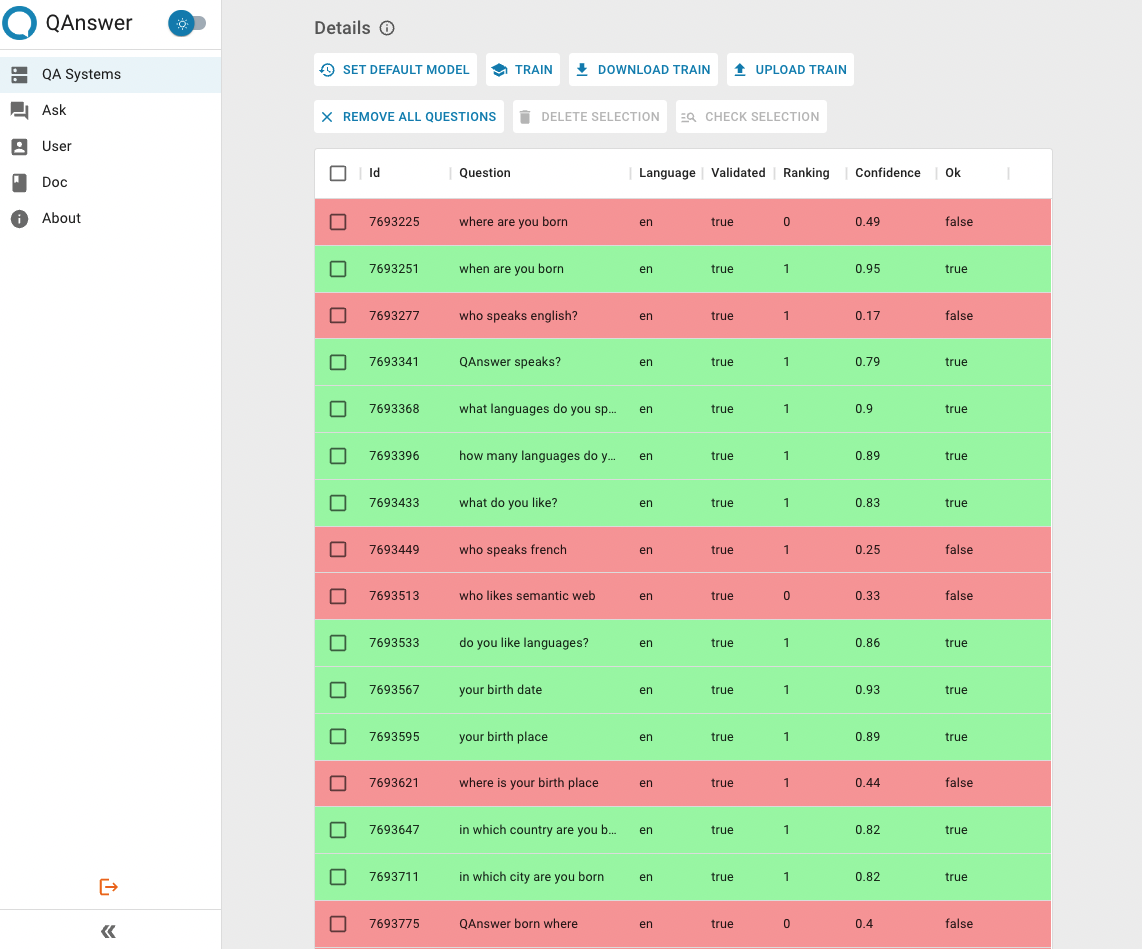 QAnswer
QA Systems
Ask
User
Doc
About
Details
SET DEFAULT MODEL TRAIN DOWNLOAD TRAIN UPLOAD TRAIN
REMOVE ALL QUESTIONS DELETE SELECTION CHECK SELECTION
Id Question Language Validated Ranking Confidence Ok
7693225 where are you born en true 0 0.49 false
7693251 when are you born en true 1 0.95 true
7693277 who speaks english? en true 1 0.17 false
7693341 QAnswer speaks? en true 1 0.79 true
7693368 what languages do you sp... en true 1 0.9 true
7693396 how many languages do y... en true 1 0.89 true
7693433 what do you like? en true 1 0.83 true
7693449 who speaks french en true 1 0.25 false
7693513 who likes semantic web en true 0 0.33 false
7693533 do you like languages? en true 1 0.86 true
7693567 your birth date en true 1 0.93 true
7693595 your birth place en true 1 0.89 true
7693621 where is your birth place en true 1 0.44 false
7693647 in which country are you b... en true 1 0.82 true
7693711 in which city are you born en true 1 0.82 true
7693775 QAnswer born where en true 0 0.4 false